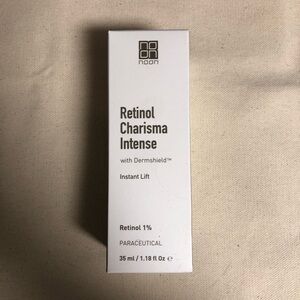 noon
Retinol
Charisma
Intense
with Dermshield™
Instant Lift
Retinol 1%
PARACEUTICAL
35 ml / 1.18 fl Oz ℮